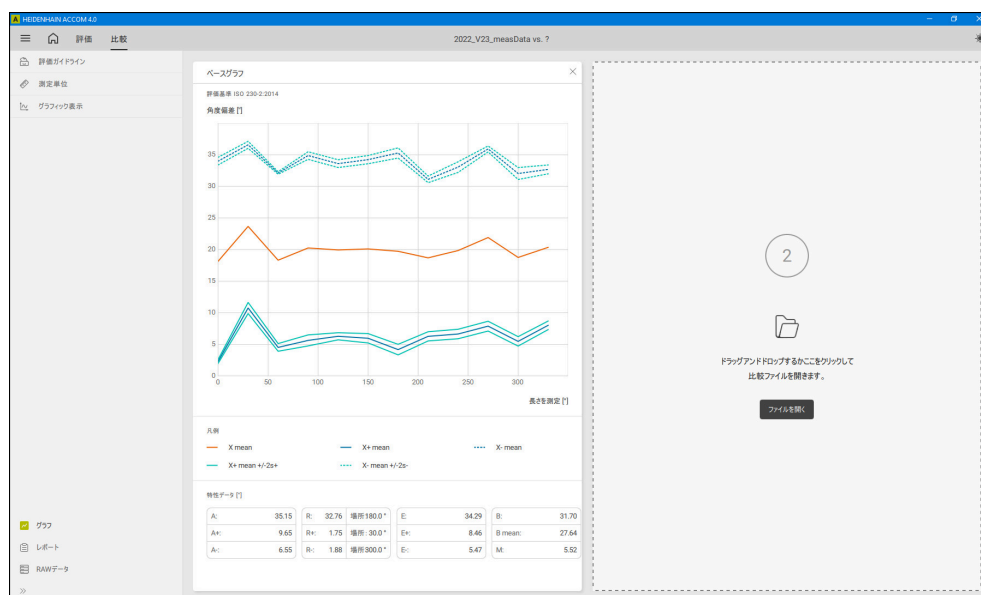 HEIDENHAIN ACCOM 4.0
評価 比較 2022_V23_measData vs. ?
評価ガイドライン
測定単位
グラフィック表示
ベースグラフ
評価基準 ISO 230-2:2014
角度偏差 ["]
35
30
25
20
15
10
5
0
0 50 100 150 200 250 300
長さを測定 [°]
凡例
X mean X+ mean X- mean
X+ mean +/-2s+ X- mean +/-2s-
特性データ ["]
A: 35.15 R: 32.76 場所:180.0 ° E: 34.29 B: 31.70
A+: 9.65 R+: 1.75 場所 : 30.0 ° E+: 8.46 B mean: 27.64
A-: 6.55 R-: 1.88 場所:300.0 ° E-: 5.47 M: 5.52
2
ドラッグアンドドロップするかここをクリックして
比較ファイルを開きます。
ファイルを開く
グラフ
レポート
RAWデータ